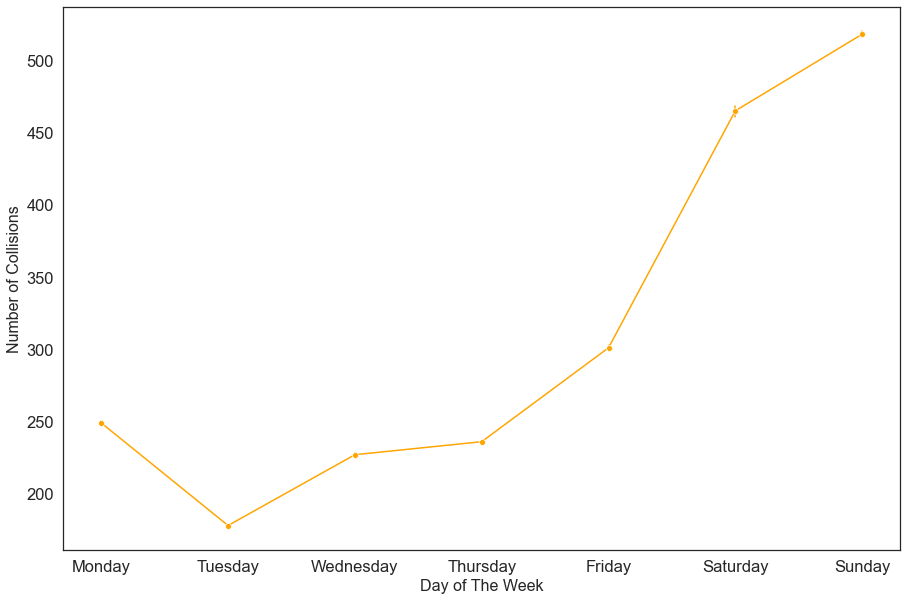 500
450
400
350
300
250
200
Number of Collisions
Monday Tuesday Wednesday Thursday Friday Saturday Sunday
Day of The Week